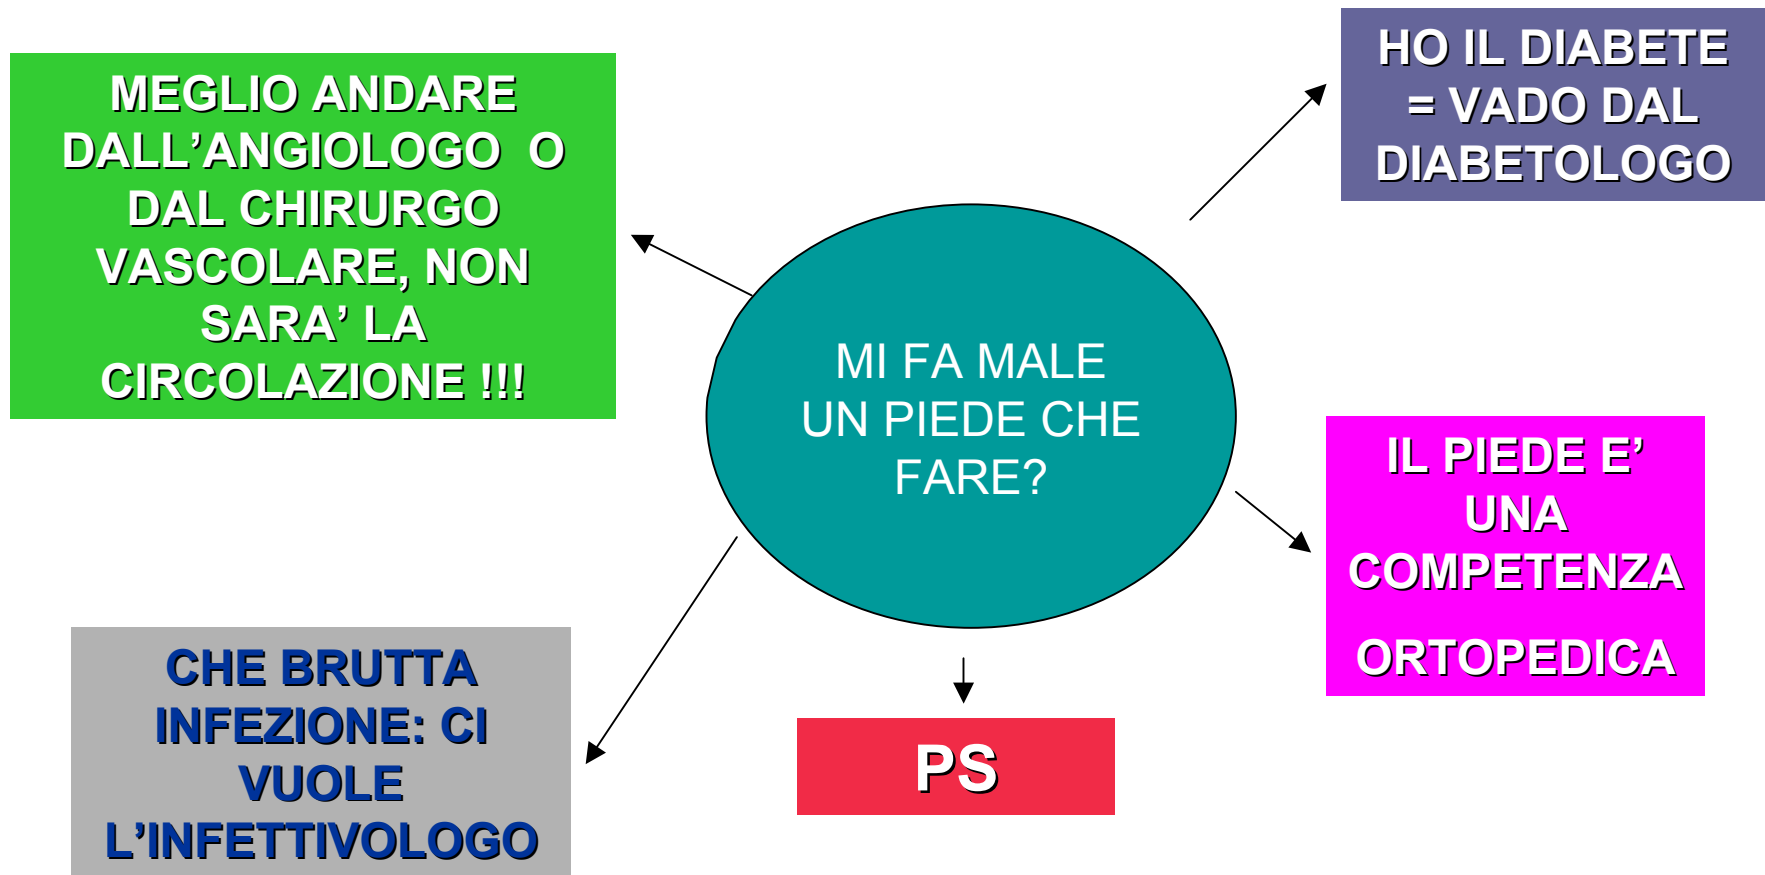 MEGLIO ANDARE
DALL’ANGIOLOGO O
DAL CHIRURGO
VASCOLARE, NON
SARA’ LA
CIRCOLAZIONE !!!
HO IL DIABETE
= VADO DAL
DIABETOLOGO
MI FA MALE
UN PIEDE CHE
FARE?
IL PIEDE E’
UNA
COMPETENZA
ORTOPEDICA
CHE BRUTTA
INFEZIONE: CI
VUOLE
L’INFETTIVOLOGO
PS